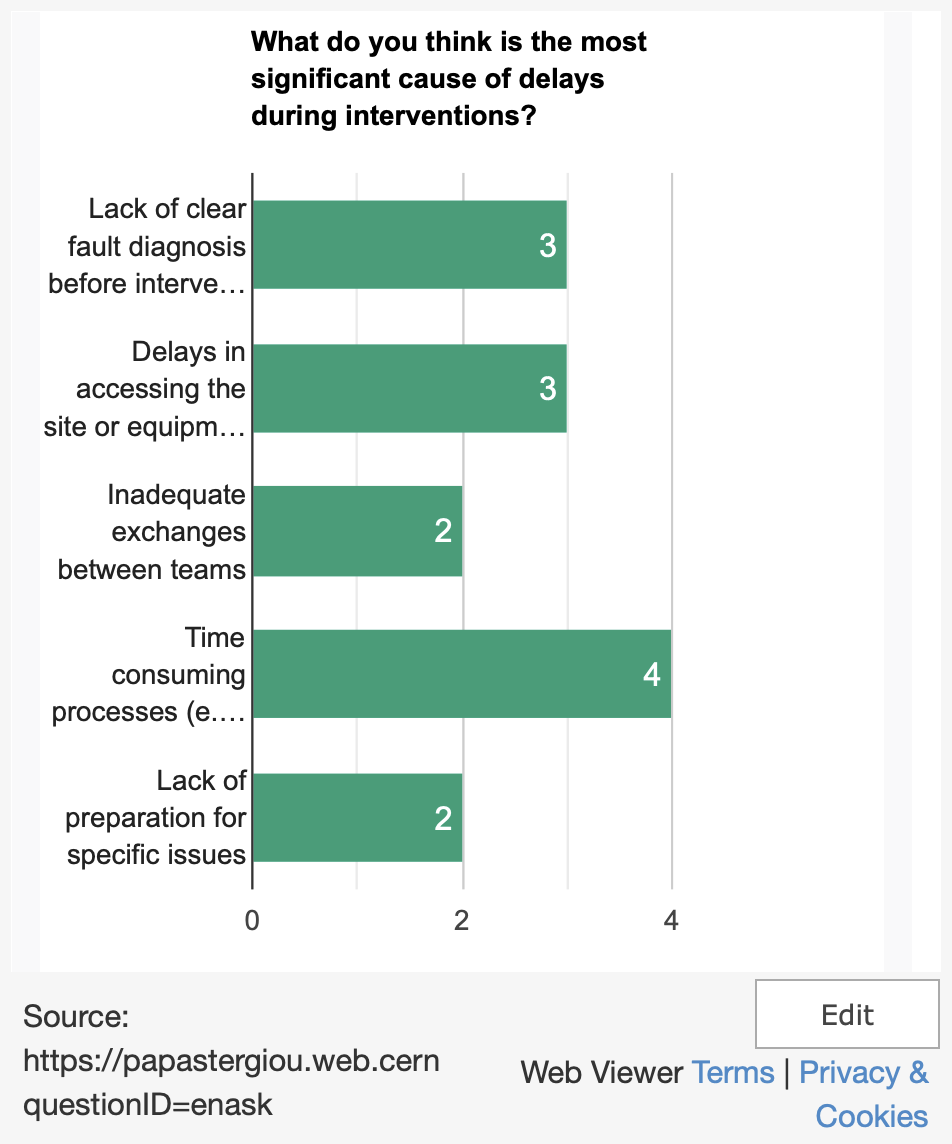 What do you think is the most
significant cause of delays
during interventions?
Lack of clear
fault diagnosis
before interve…
3
Delays in
accessing the
site or equipm…
3
Inadequate
exchanges
between teams
2
Time
consuming
processes (e.…
4
Lack of
preparation for
specific issues
2
0 2 4
Source:
https://papastergiou.web.cern
questionID=enask
Edit
Web Viewer Terms | Privacy &
Cookies